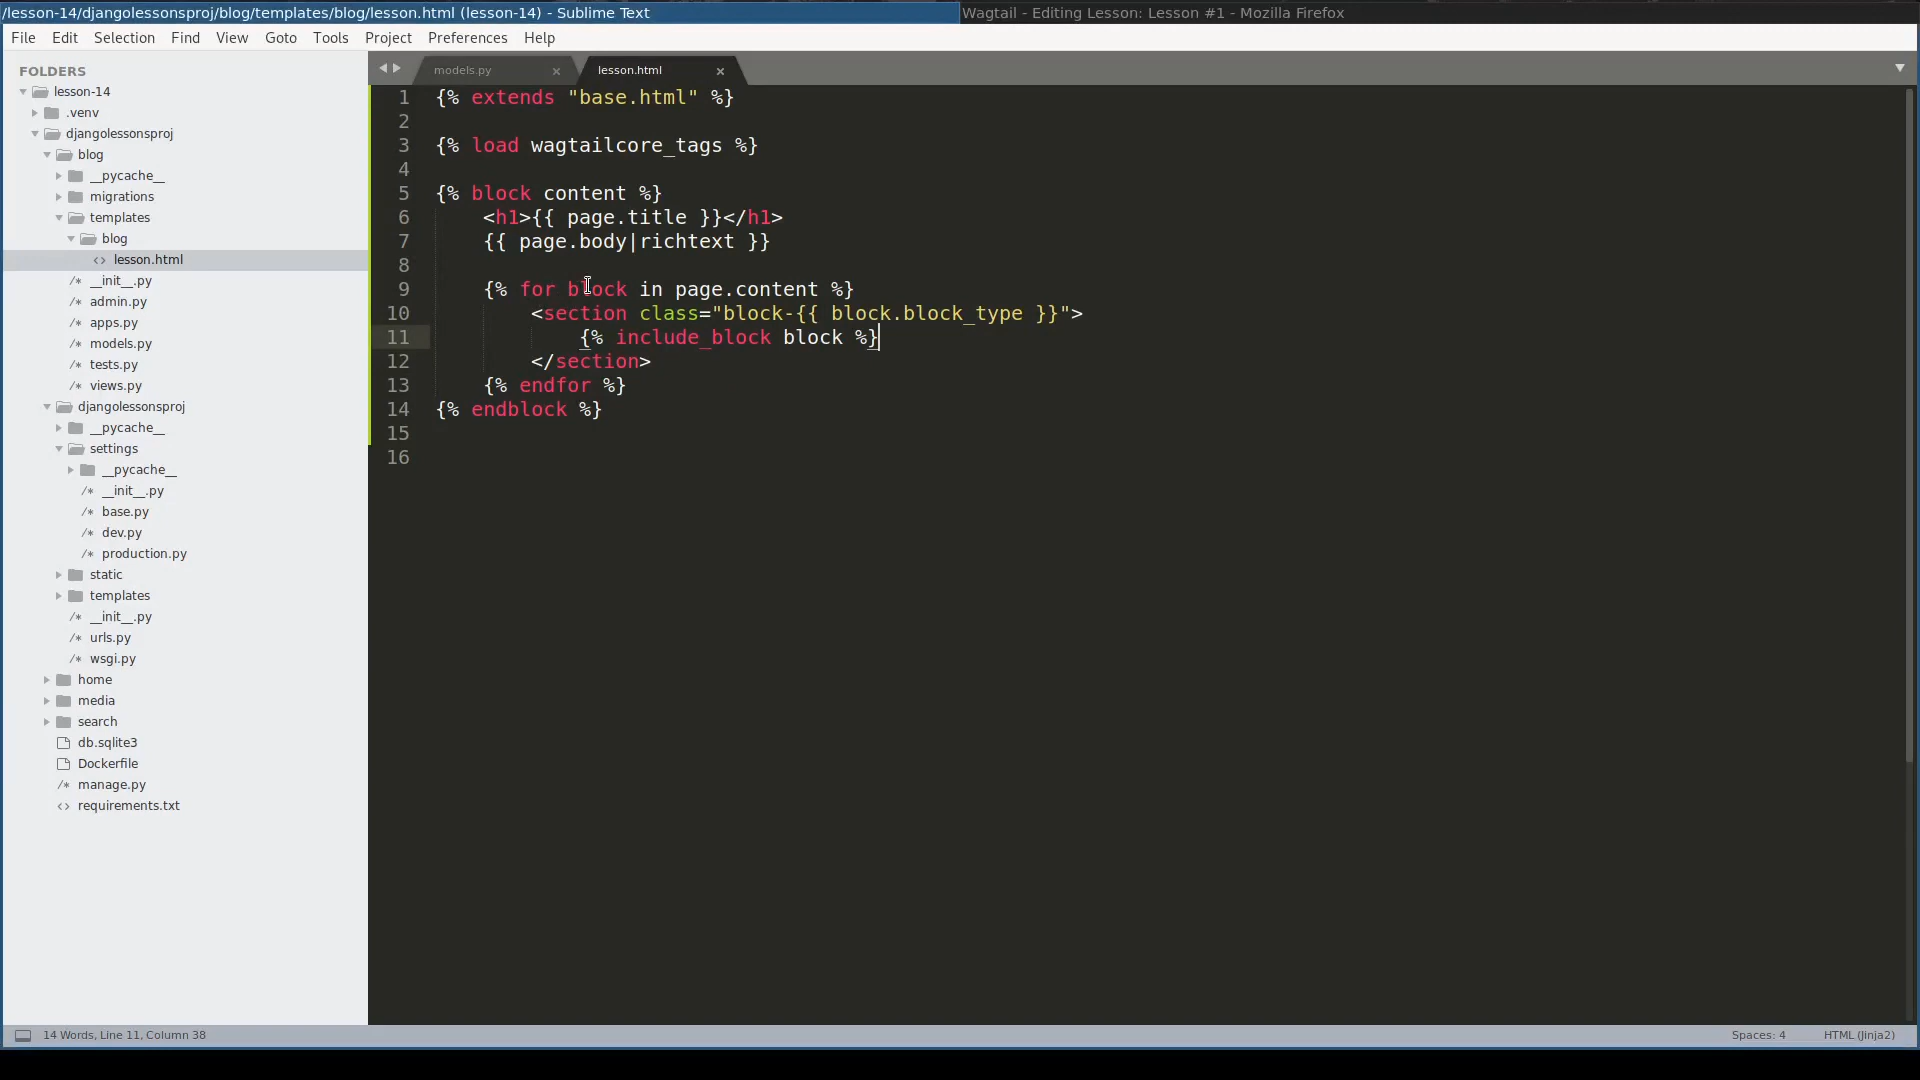 /lesson-14/djangolessonsproj/blog/templates/blog/lesson.html (lesson-14) - Sublime Text
Wagtail - Editing Lesson: Lesson #1 - Mozilla Firefox
File Edit Selection Find View Goto Tools Project Preferences Help
FOLDERS
lesson-14
.venv
djangolessonsproj
blog
__pycache__
migrations
templates
blog
<> lesson.html
/* __init__.py
/* admin.py
/* apps.py
/* models.py
/* tests.py
/* views.py
djangolessonsproj
__pycache__
settings
__pycache__
/* __init__.py
/* base.py
/* dev.py
/* production.py
static
templates
/* __init__.py
/* urls.py
/* wsgi.py
home
media
search
db.sqlite3
Dockerfile
/* manage.py
<> requirements.txt
models.py ×
lesson.html ×
1 {% extends "base.html" %}
2
3 {% load wagtailcore_tags %}
4
5 {% block content %}
6 <h1>{{ page.title }}</h1>
7 {{ page.body|richtext }}
8
9 {% for block in page.content %}
10 <section class="block-{{ block.block_type }}">
11 {% include_block block %}
12 </section>
13 {% endfor %}
14 {% endblock %}
15
16
14 Words, Line 11, Column 38
Spaces: 4
HTML (Jinja2)